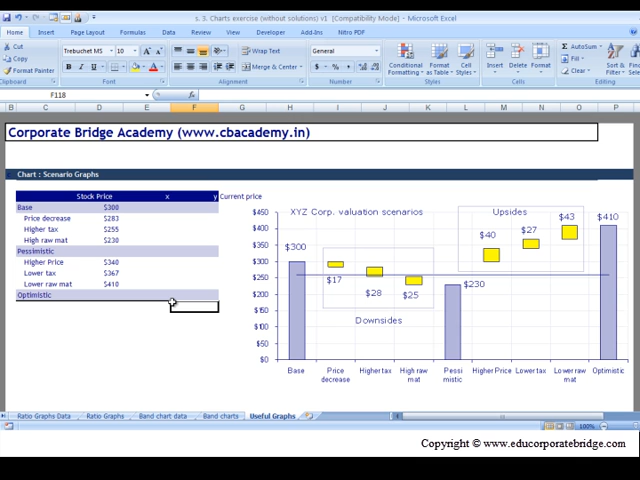 s. 3. Charts exercise (without solutions) v1 [Compatibility Mode] - Microsoft Excel
Home Insert Page Layout Formulas Data Review View Developer Add-Ins Nitro PDF
Cut
Copy
Format Painter
Clipboard
Trebuchet MS 10
Font
Wrap Text
Merge & Center
Alignment
General
Number
Conditional Formatting
Format as Table
Cell Styles
Styles
Insert
Delete
Format
Cells
AutoSum
Fill
Clear
Sort & Filter
F118
fx
B C D E F G H I J K L M N O P
Corporate Bridge Academy (www.cbacademy.in)
Chart : Scenario Graphs
Stock Price x y Current price
Base $300
Price decrease $283
Higher tax $255
High raw mat $230
Pessimistic
Higher Price $340
Lower tax $367
Lower raw mat $410
Optimistic
XYZ Corp. valuation scenarios
Upsides
Downsides
$450
$400
$350
$300
$250
$200
$150
$100
$50
$0
$300
$17
$28
$25
$230
$40
$27
$43
$410
Base
Price decrease
Higher tax
High raw mat
Pessi mistic
Higher Price
Lower tax
Lower raw mat
Optimistic
Ratio Graphs Data Ratio Graphs Band chart data Band charts Useful Graphs
100%
Copyright © www.educorporatebridge.com